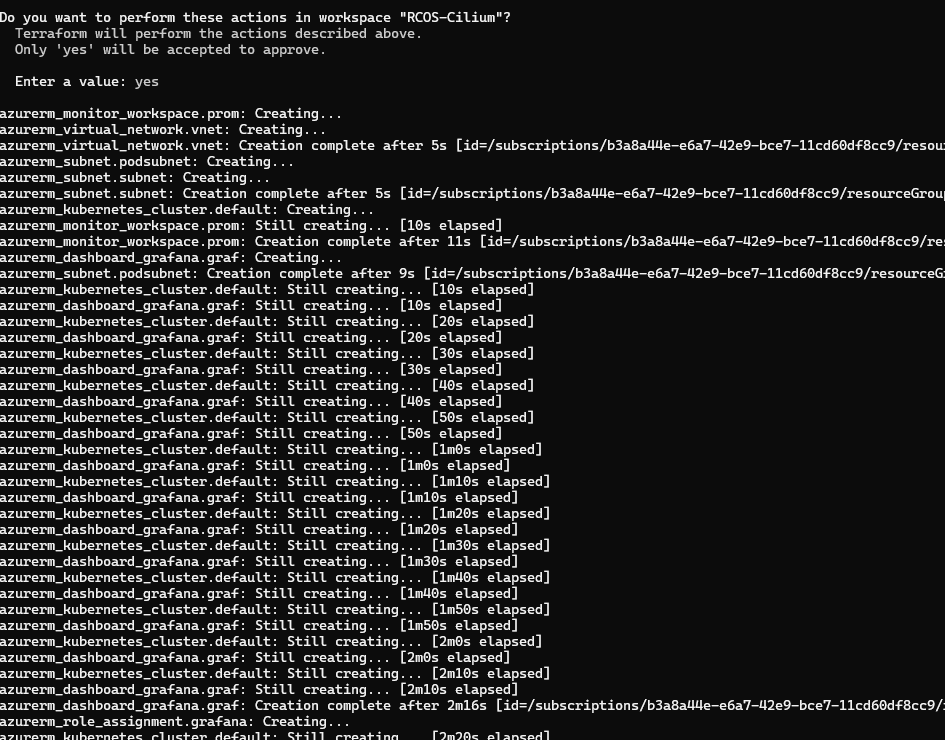 Do you want to perform these actions in workspace "RCOS-Cilium"?
  Terraform will perform the actions described above.
  Only 'yes' will be accepted to approve.

  Enter a value: yes

azurerm_monitor_workspace.prom: Creating...
azurerm_virtual_network.vnet: Creating...
azurerm_virtual_network.vnet: Creation complete after 5s [id=/subscriptions/b3a8a44e-e6a7-42e9-bce7-11cd60df8cc9/resou
azurerm_subnet.podsubnet: Creating...
azurerm_subnet.subnet: Creating...
azurerm_subnet.subnet: Creation complete after 5s [id=/subscriptions/b3a8a44e-e6a7-42e9-bce7-11cd60df8cc9/resourceGroup
azurerm_kubernetes_cluster.default: Creating...
azurerm_monitor_workspace.prom: Still creating... [10s elapsed]
azurerm_monitor_workspace.prom: Creation complete after 11s [id=/subscriptions/b3a8a44e-e6a7-42e9-bce7-11cd60df8cc9/res
azurerm_dashboard_grafana.graf: Creating...
azurerm_subnet.podsubnet: Creation complete after 9s [id=/subscriptions/b3a8a44e-e6a7-42e9-bce7-11cd60df8cc9/resourceG
azurerm_kubernetes_cluster.default: Still creating... [10s elapsed]
azurerm_dashboard_grafana.graf: Still creating... [10s elapsed]
azurerm_kubernetes_cluster.default: Still creating... [20s elapsed]
azurerm_dashboard_grafana.graf: Still creating... [20s elapsed]
azurerm_kubernetes_cluster.default: Still creating... [30s elapsed]
azurerm_dashboard_grafana.graf: Still creating... [30s elapsed]
azurerm_kubernetes_cluster.default: Still creating... [40s elapsed]
azurerm_dashboard_grafana.graf: Still creating... [40s elapsed]
azurerm_kubernetes_cluster.default: Still creating... [50s elapsed]
azurerm_dashboard_grafana.graf: Still creating... [50s elapsed]
azurerm_kubernetes_cluster.default: Still creating... [1m0s elapsed]
azurerm_dashboard_grafana.graf: Still creating... [1m0s elapsed]
azurerm_kubernetes_cluster.default: Still creating... [1m10s elapsed]
azurerm_dashboard_grafana.graf: Still creating... [1m10s elapsed]
azurerm_kubernetes_cluster.default: Still creating... [1m20s elapsed]
azurerm_dashboard_grafana.graf: Still creating... [1m20s elapsed]
azurerm_kubernetes_cluster.default: Still creating... [1m30s elapsed]
azurerm_dashboard_grafana.graf: Still creating... [1m30s elapsed]
azurerm_kubernetes_cluster.default: Still creating... [1m40s elapsed]
azurerm_dashboard_grafana.graf: Still creating... [1m40s elapsed]
azurerm_kubernetes_cluster.default: Still creating... [1m50s elapsed]
azurerm_dashboard_grafana.graf: Still creating... [1m50s elapsed]
azurerm_kubernetes_cluster.default: Still creating... [2m0s elapsed]
azurerm_dashboard_grafana.graf: Still creating... [2m0s elapsed]
azurerm_kubernetes_cluster.default: Still creating... [2m10s elapsed]
azurerm_dashboard_grafana.graf: Still creating... [2m10s elapsed]
azurerm_dashboard_grafana.graf: Creation complete after 2m16s [id=/subscriptions/b3a8a44e-e6a7-42e9-bce7-11cd60df8cc9/
azurerm_role_assignment.grafana: Creating...
azurerm_kubernetes_cluster.default: Still creating... [2m20s elapsed]